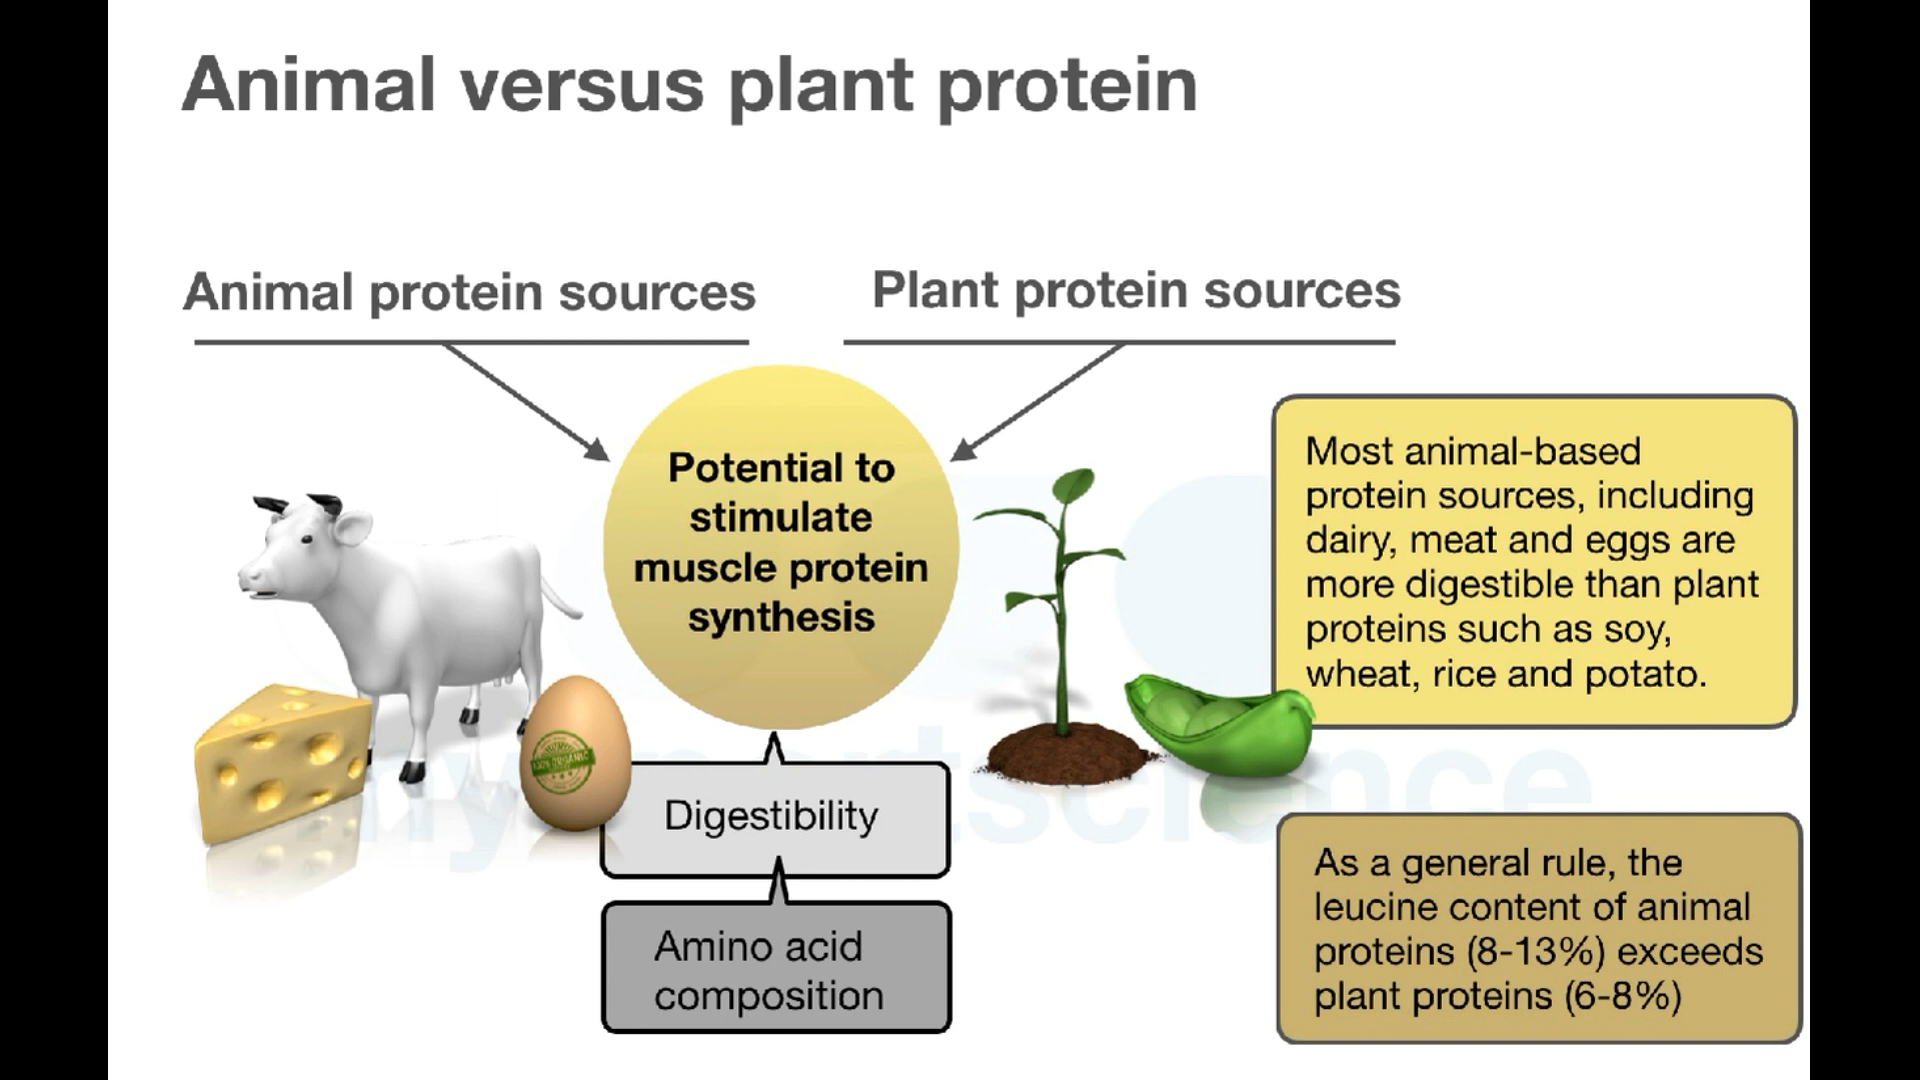 Animal versus plant protein
Animal protein sources
Plant protein sources
Potential to
stimulate
muscle protein
synthesis
Digestibility
Amino acid
composition
Most animal-based
protein sources, including
dairy, meat and eggs are
more digestible than plant
proteins such as soy,
wheat, rice and potato.
As a general rule, the
leucine content of animal
proteins (8-13%) exceeds
plant proteins (6-8%)
100% ORGANIC